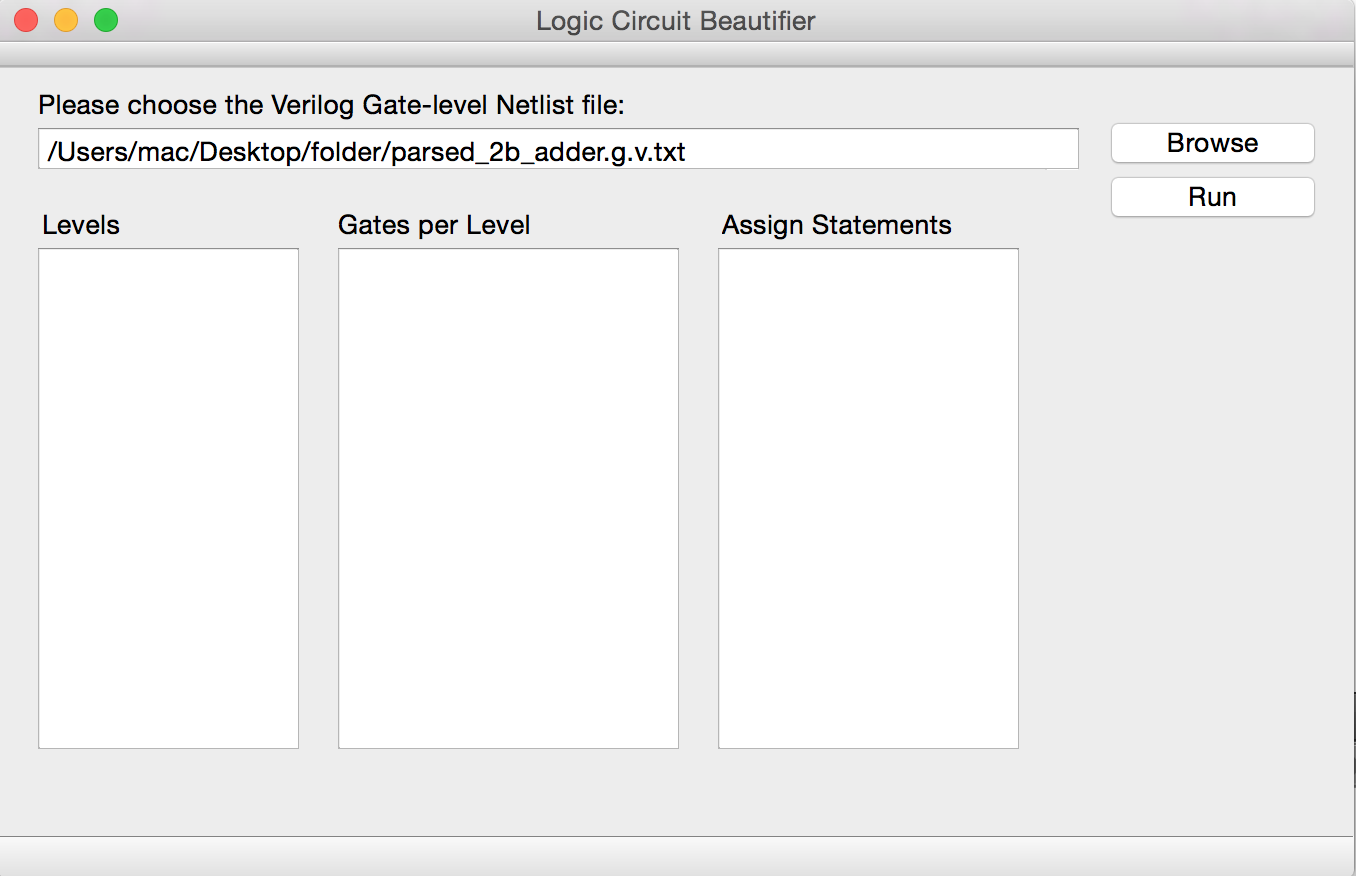 Logic Circuit Beautifier
Please choose the Verilog Gate-level Netlist file:
/Users/mac/Desktop/folder/parsed_2b_adder.g.v.txt
Browse
Run
Levels
Gates per Level
Assign Statements